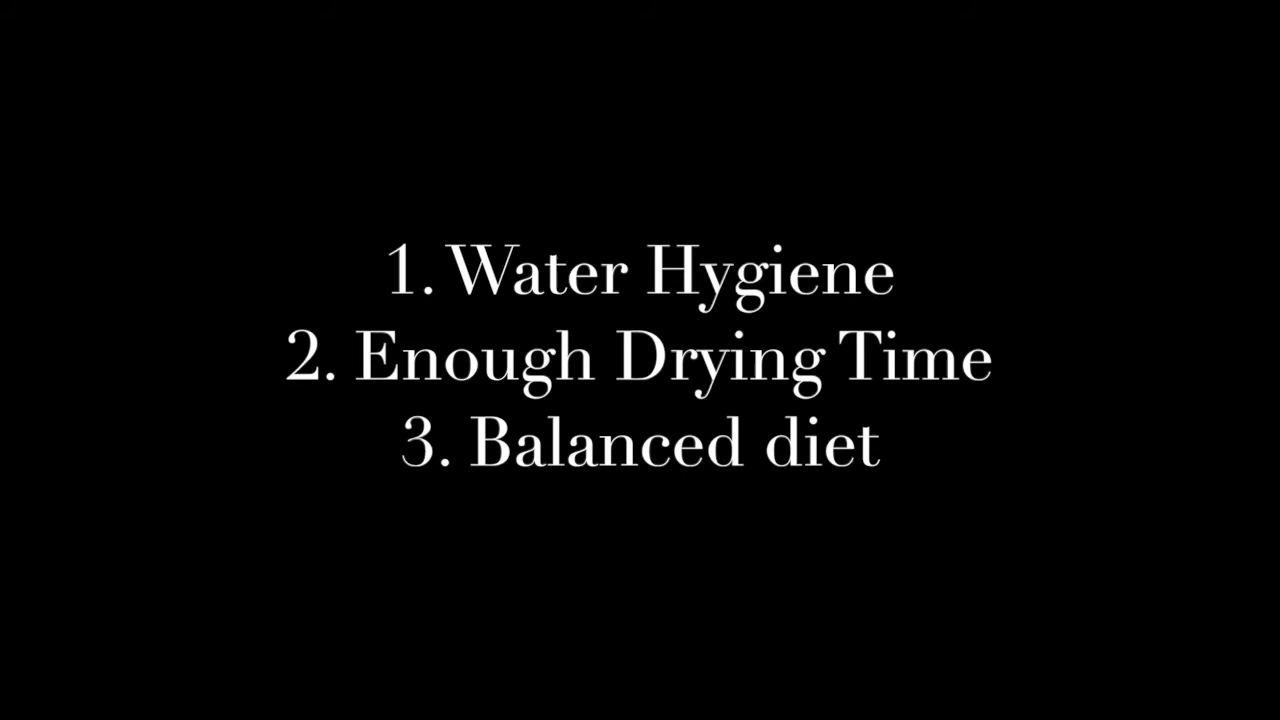 1. Water Hygiene
2. Enough Drying Time
3. Balanced diet